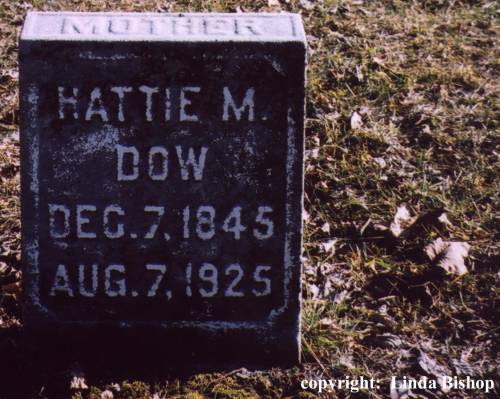 MOTHER
HATTIE M.
DOW
DEC. 7, 1845
AUG. 7, 1925
copyright: Linda Bishop